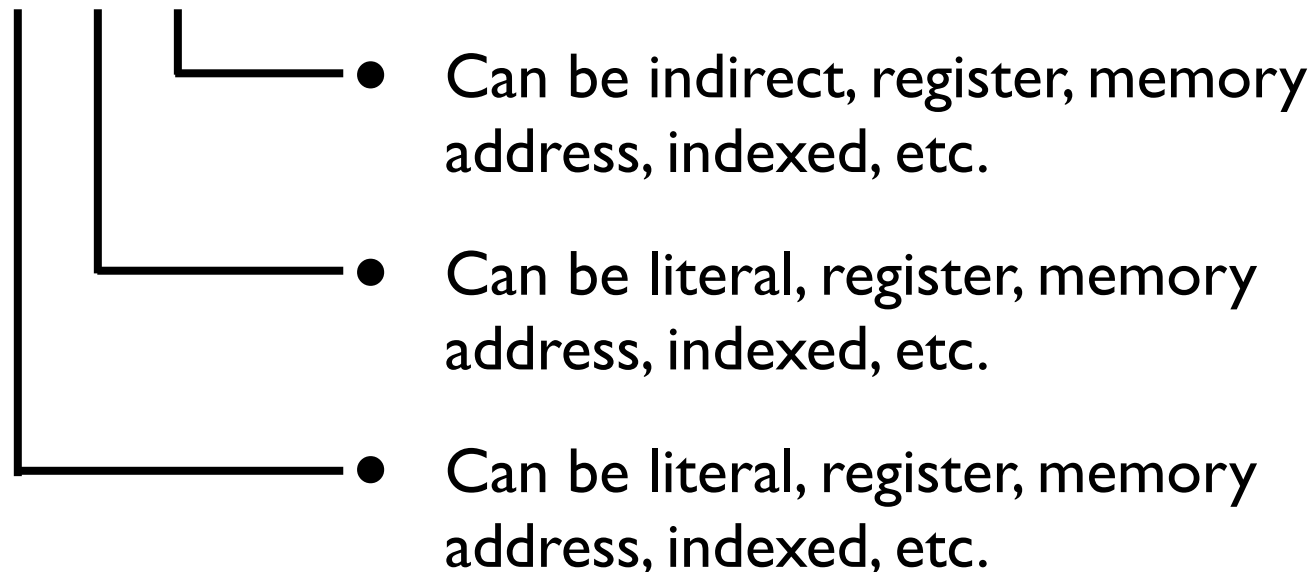 • Can be indirect, register, memory
address, indexed, etc.
• Can be literal, register, memory
address, indexed, etc.
• Can be literal, register, memory
address, indexed, etc.